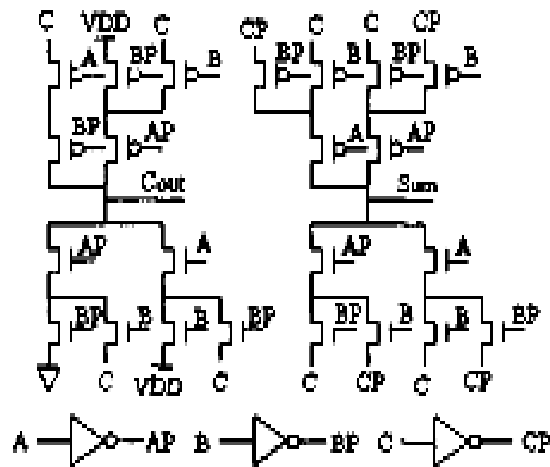 C VDD C CP C C CP
A BP B BP B BP B
BP AP A AP
Cout Sum
AP A AP A
BP B B BP BP B B BP
C VDD C C CP C CP
A AP B BP C CP